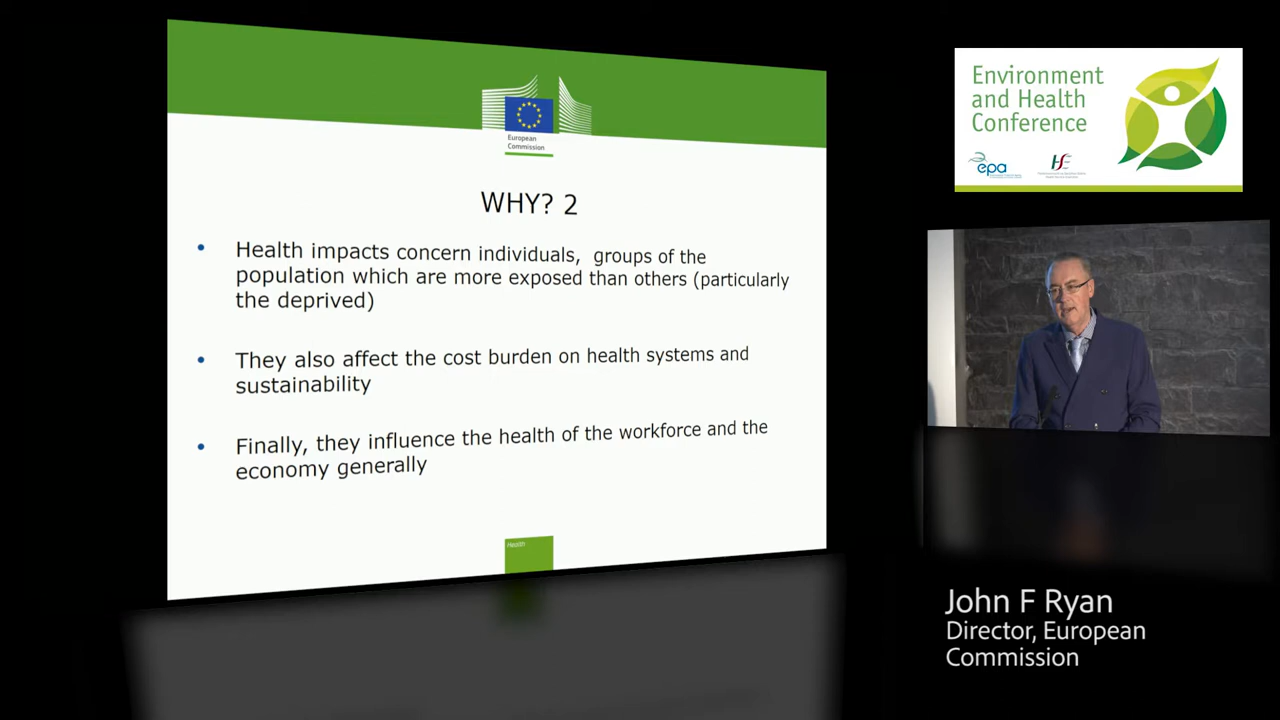 European
Commission
WHY? 2
• Health impacts concern individuals, groups of the
population which are more exposed than others (particularly
the deprived)
• They also affect the cost burden on health systems and
sustainability
• Finally, they influence the health of the workforce and the
economy generally
Health
Environment
and Health
Conference
epa
John F Ryan
Director, European
Commission